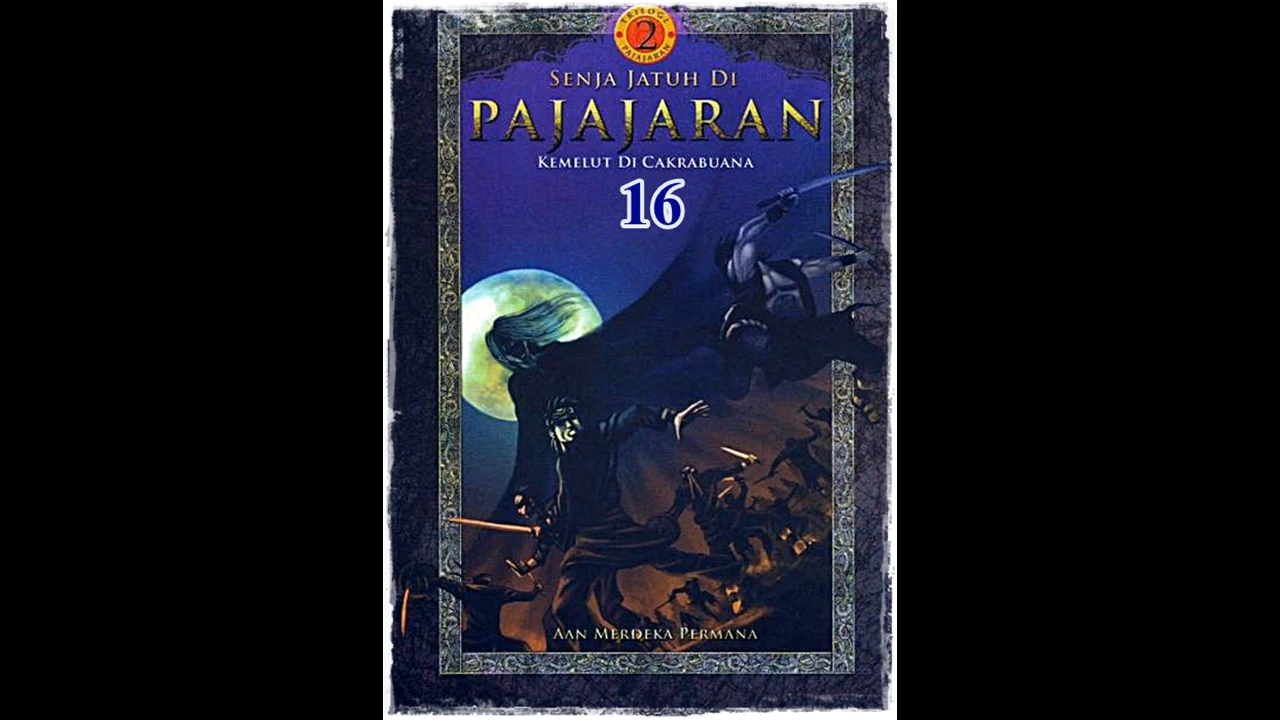 TRILOGI
2
PAJAJARAN
SENJA JATUH DI
PAJAJARAN
KEMELUT DI CAKRABUANA
16
AAN MERDEKA PERMANA